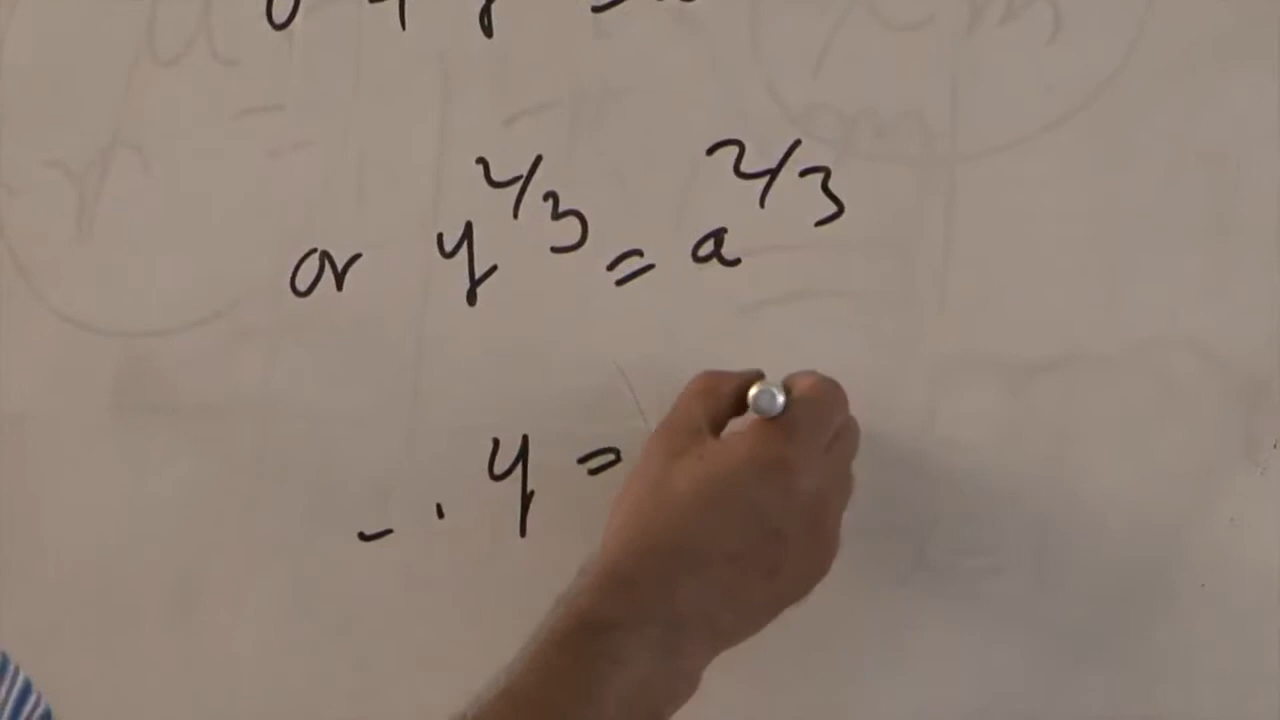 or y^2/3 = a^2/3
∴ y =